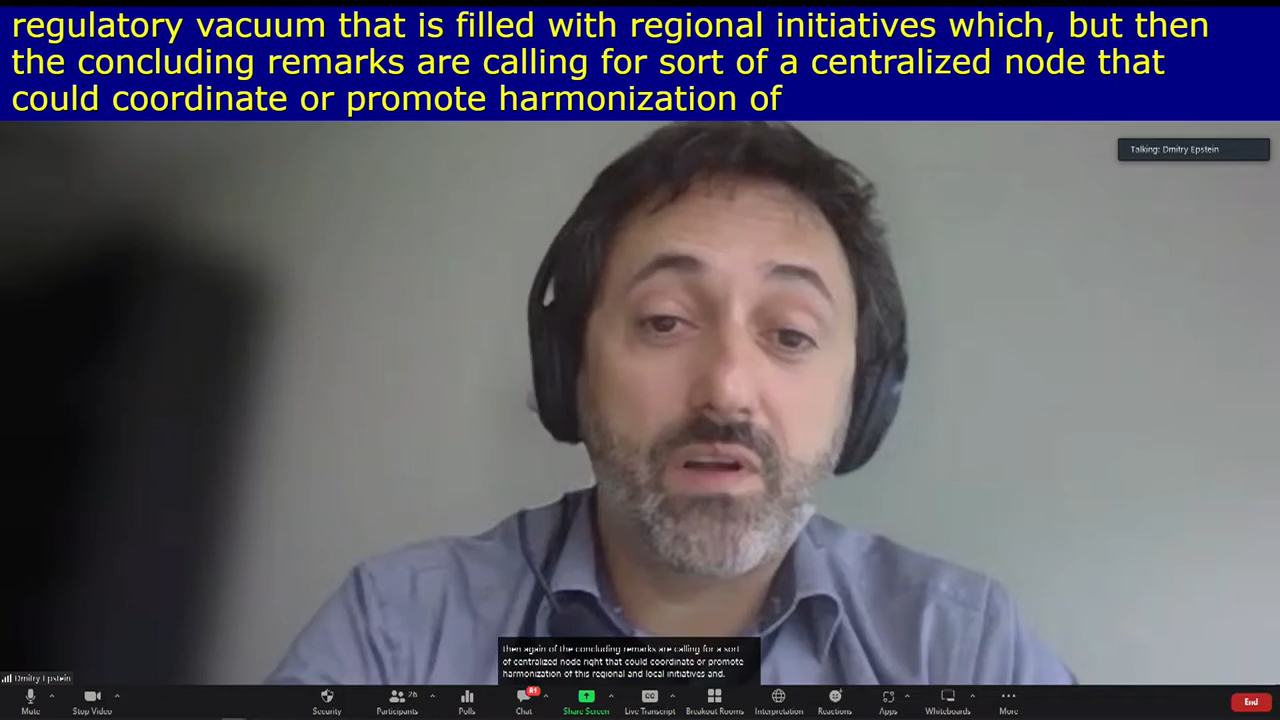 regulatory vacuum that is filled with regional initiatives which, but then
the concluding remarks are calling for sort of a centralized node that
could coordinate or promote harmonization of
Talking: Dmitry Epstein
then again of the concluding remarks are calling for a sort
of centralized node right that could coordinate or promote
harmonization of this regional and local initiatives and.
Dmitry Epstein
26
81
CC
Mute
Stop Video
Security
Participants
Polls
Chat
Share Screen
Live Transcript
Breakout Rooms
Interpretation
Reactions
Apps
Whiteboards
More
End